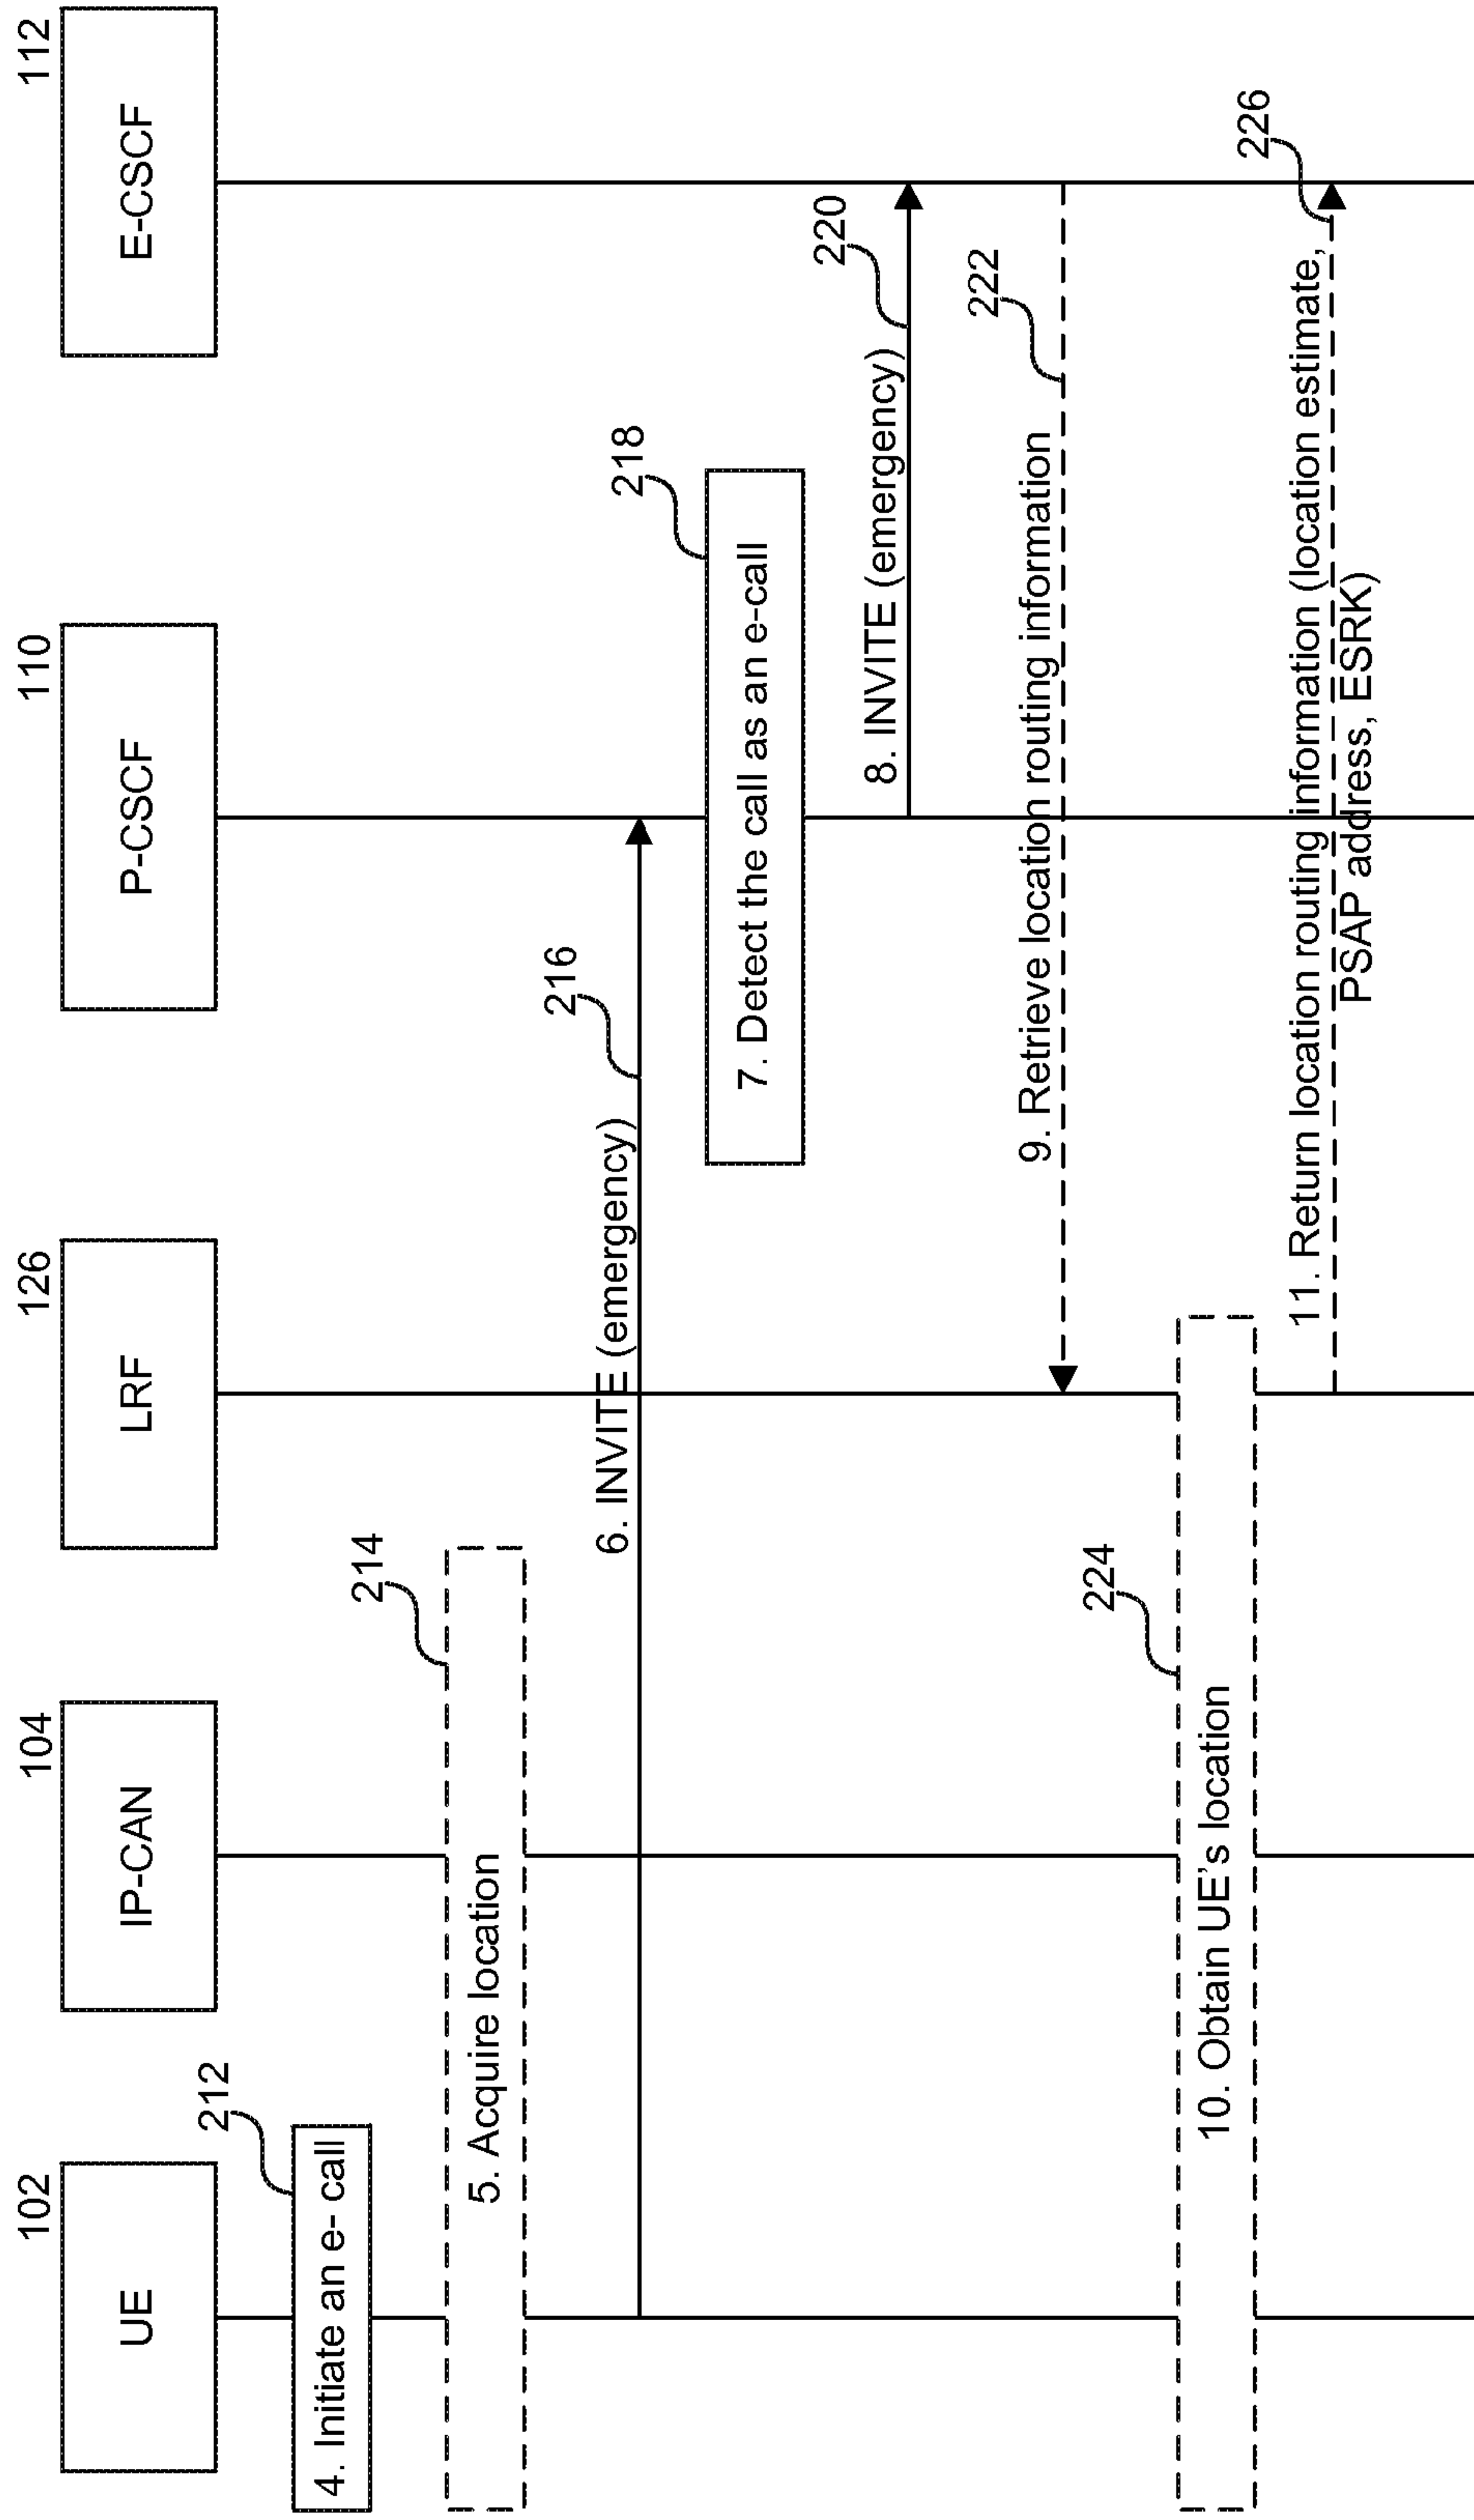 102
104
126
110
112
UE
IP-CAN
LRF
P-CSCF
E-CSCF
212
4. Initiate an e- call
214
5. Acquire location
216
6. INVITE (emergency)
218
7. Detect the call as an e-call
220
8. INVITE (emergency)
222
9. Retrieve location routing information
224
10. Obtain UE's location
226
11. Return location routing information (location estimate,
PSAP address, ESRK)